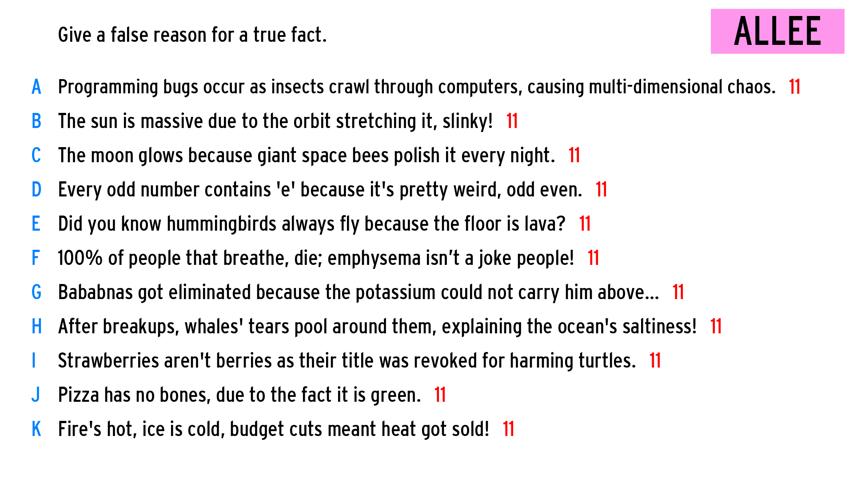 Give a false reason for a true fact.
ALLEE
A Programming bugs occur as insects crawl through computers, causing multi-dimensional chaos. 11
B The sun is massive due to the orbit stretching it, slinky! 11
C The moon glows because giant space bees polish it every night. 11
D Every odd number contains 'e' because it's pretty weird, odd even. 11
E Did you know hummingbirds always fly because the floor is lava? 11
F 100% of people that breathe, die; emphysema isn’t a joke people! 11
G Bababnas got eliminated because the potassium could not carry him above... 11
H After breakups, whales' tears pool around them, explaining the ocean's saltiness! 11
I Strawberries aren't berries as their title was revoked for harming turtles. 11
J Pizza has no bones, due to the fact it is green. 11
K Fire's hot, ice is cold, budget cuts meant heat got sold! 11